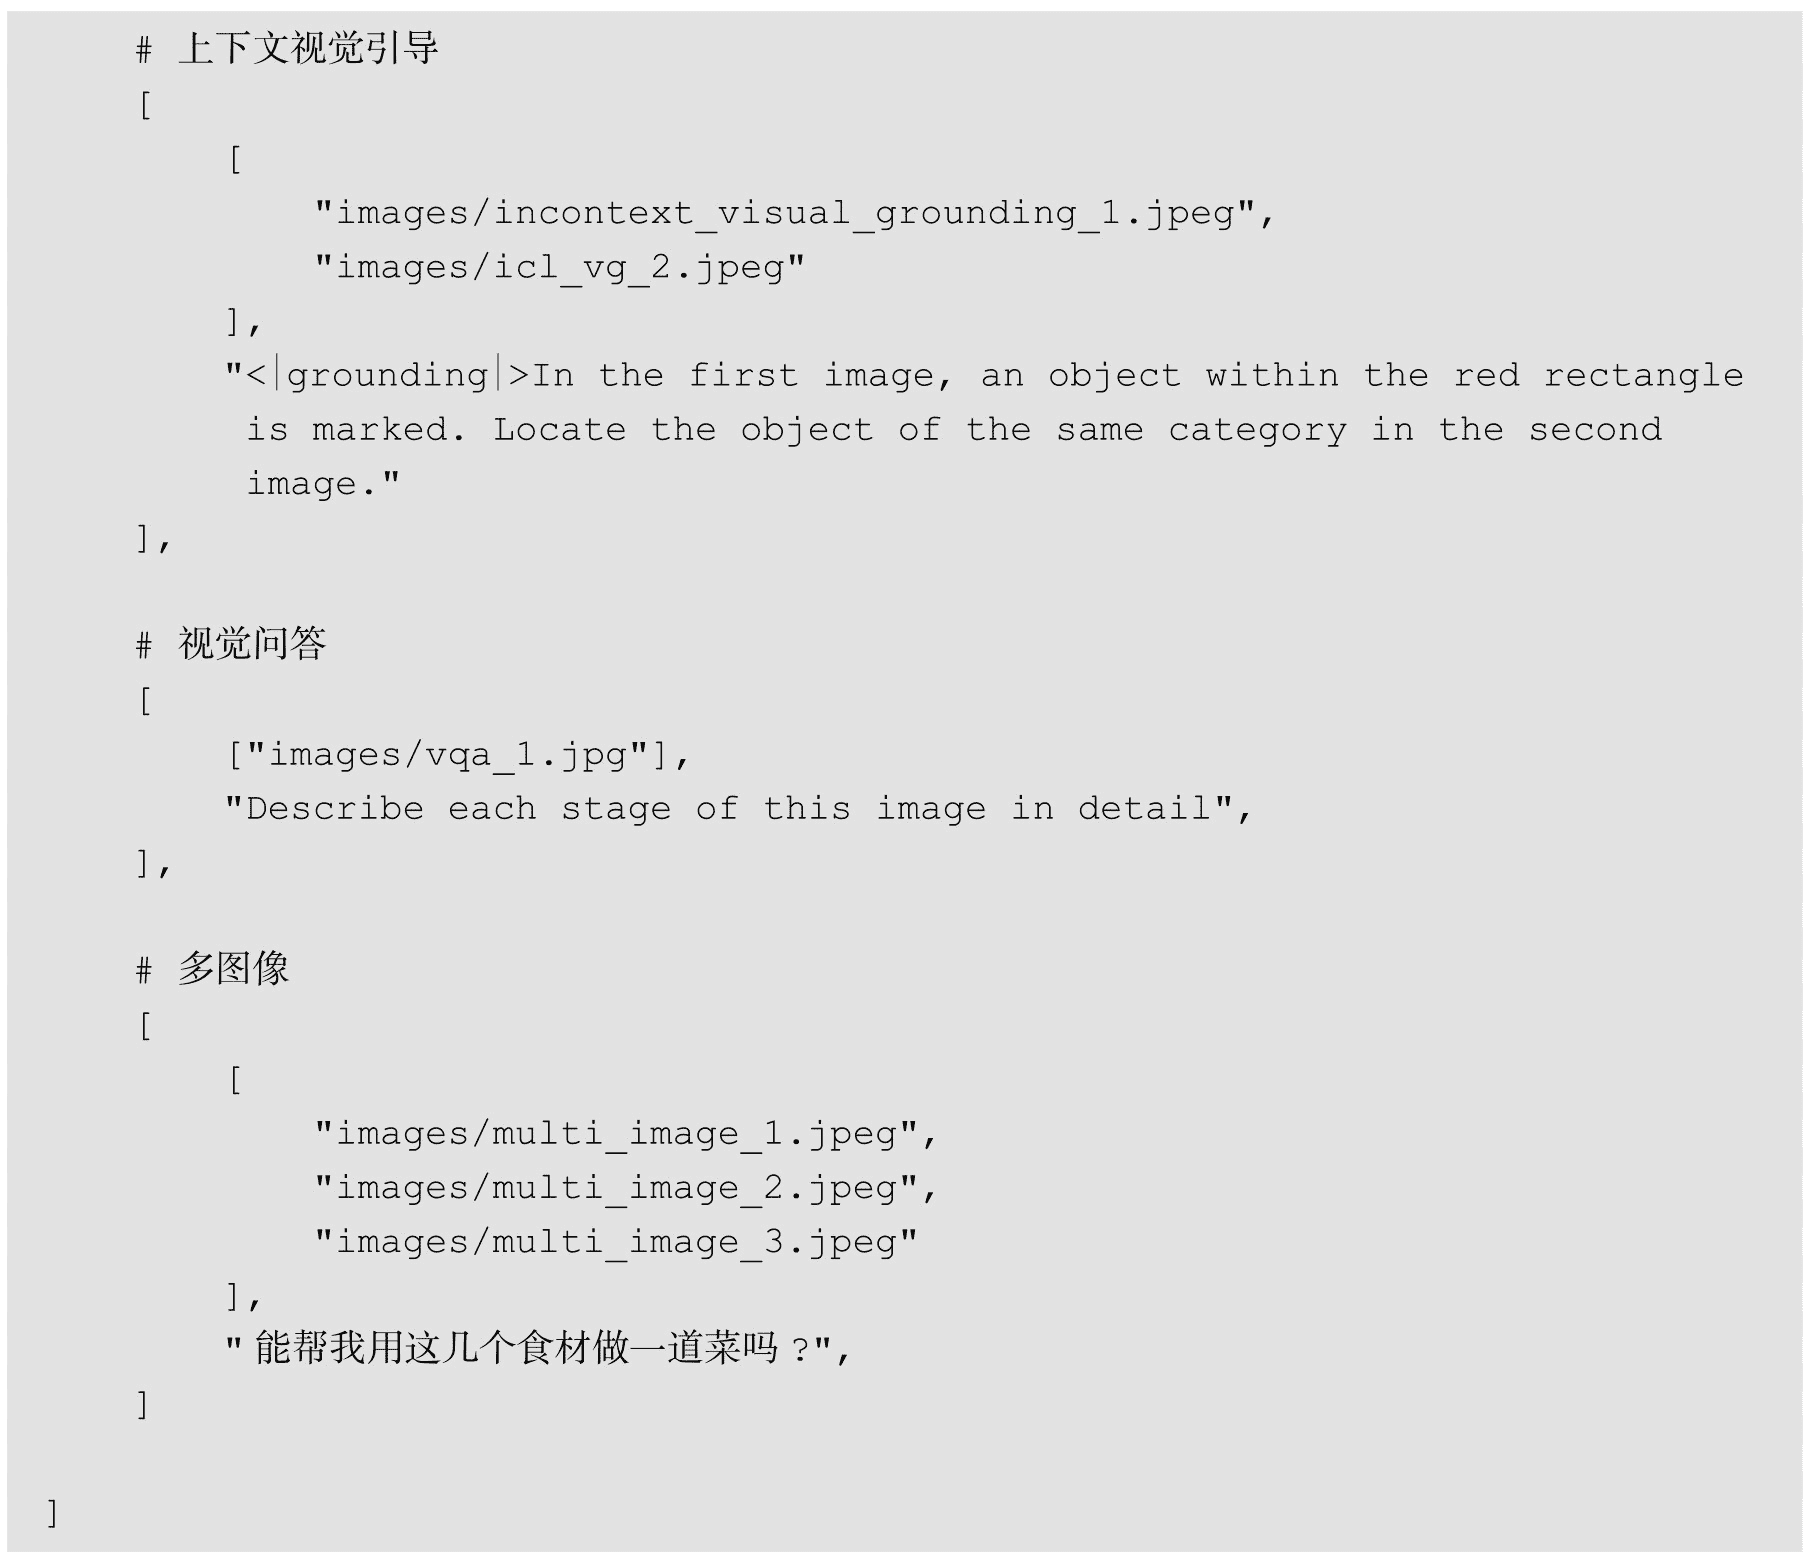 # 上下文视觉引导
[
[
"images/incontext_visual_grounding_1.jpeg",
"images/icl_vg_2.jpeg"
],
"<|grounding|>In the first image, an object within the red rectangle
is marked. Locate the object of the same category in the second
image."
],
# 视觉问答
[
["images/vqa_1.jpg"],
"Describe each stage of this image in detail",
],
# 多图像
[
[
"images/multi_image_1.jpeg",
"images/multi_image_2.jpeg",
"images/multi_image_3.jpeg"
],
"能帮我用这几个食材做一道菜吗?",
]
]